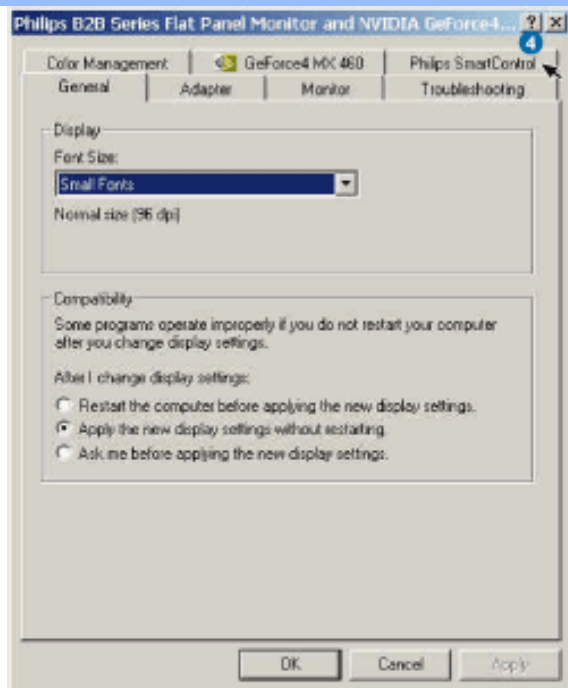 Philips B2B Series Flat Panel Monitor and NVIDIA GeForce4... ? ×
4
Color Management GeForce4 MX 460 Philips SmartControl
General Adapter Monitor Troubleshooting
Display
Font Size:
Small Fonts
Normal size (96 dpi)
Compatibility
Some programs operate improperly if you do not restart your computer
after you change display settings.
After I change display settings:
Restart the computer before applying the new display settings.
Apply the new display settings without restarting.
Ask me before applying the new display settings.
OK Cancel Apply